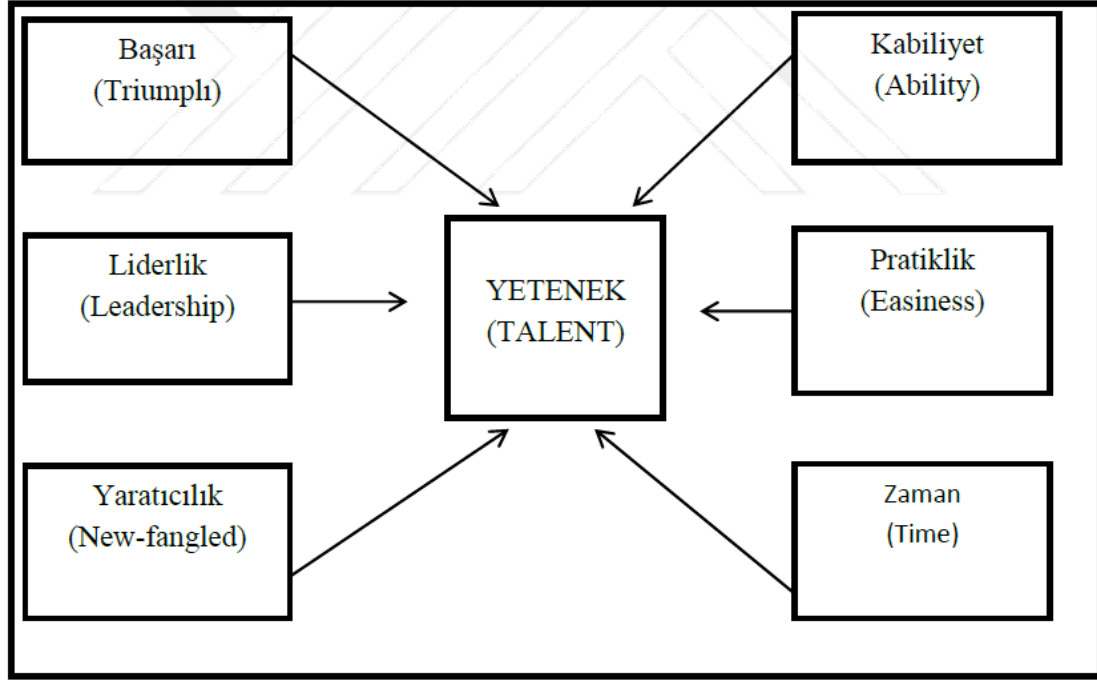 Başarı
(Triumplı)
Kabiliyet
(Ability)
Liderlik
(Leadership)
YETENEK
(TALENT)
Pratiklik
(Easiness)
Yaratıcılık
(New-fangled)
Zaman
(Time)